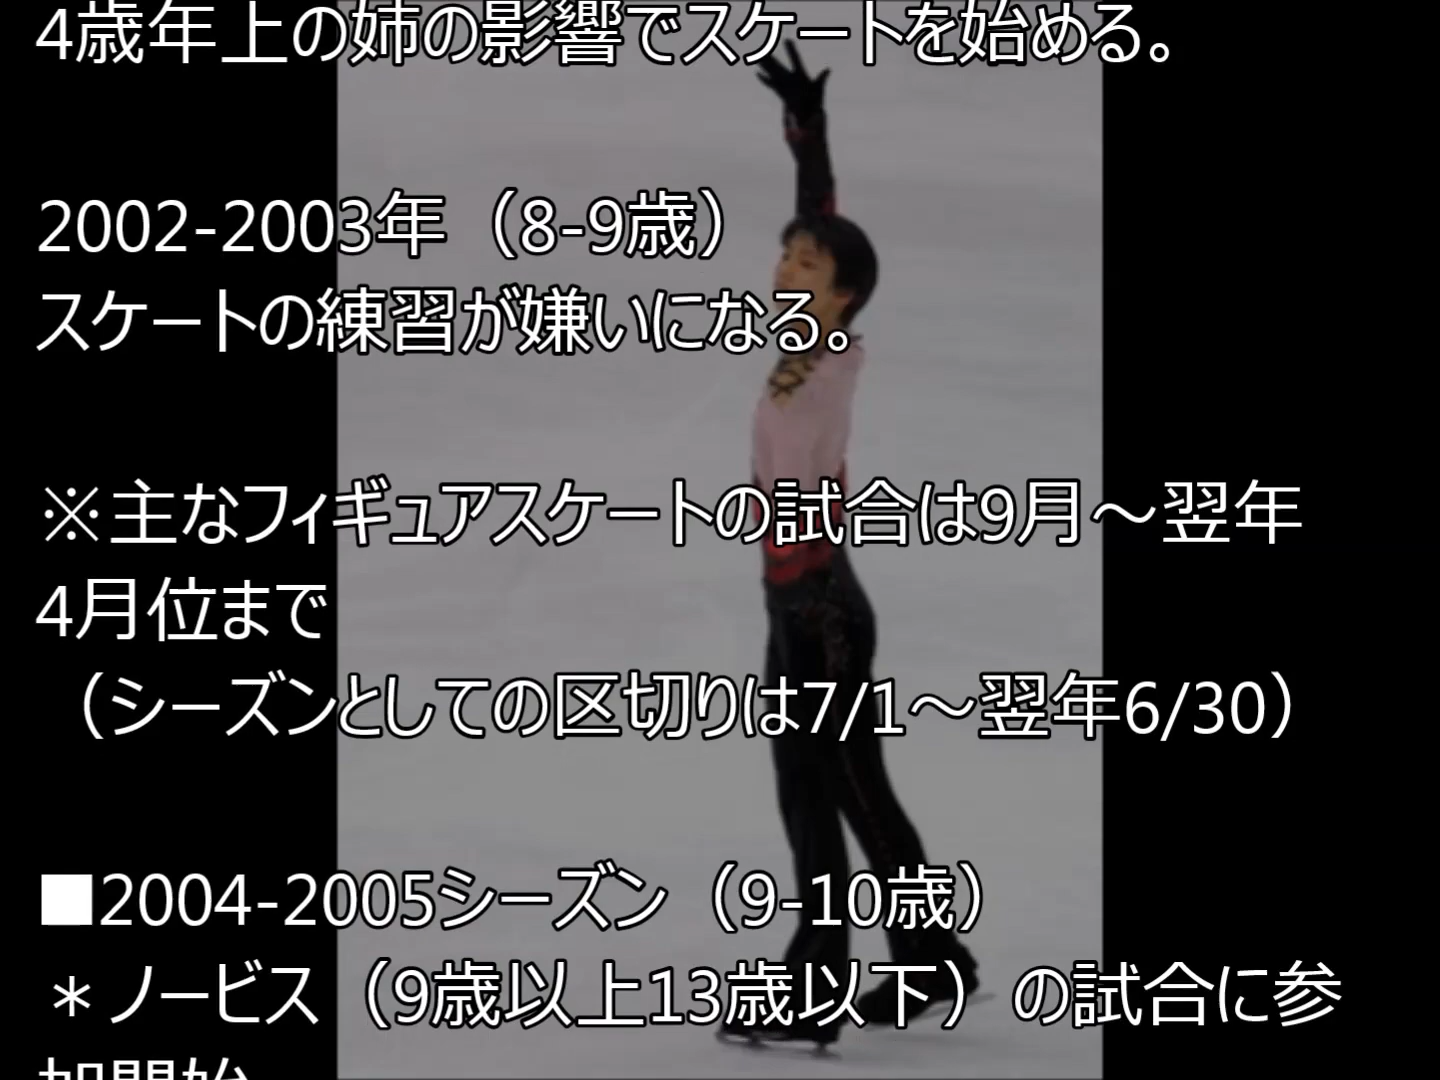 4歳年上の姉の影響でスケートを始める。
2002-2003年（8-9歳）
スケートの練習が嫌いになる。
※主なフィギュアスケートの試合は9月～翌年
4月位まで
（シーズンとしての区切りは7/1～翌年6/30）
■2004-2005シーズン（9-10歳）
＊ノービス（9歳以上13歳以下）の試合に参
加開始